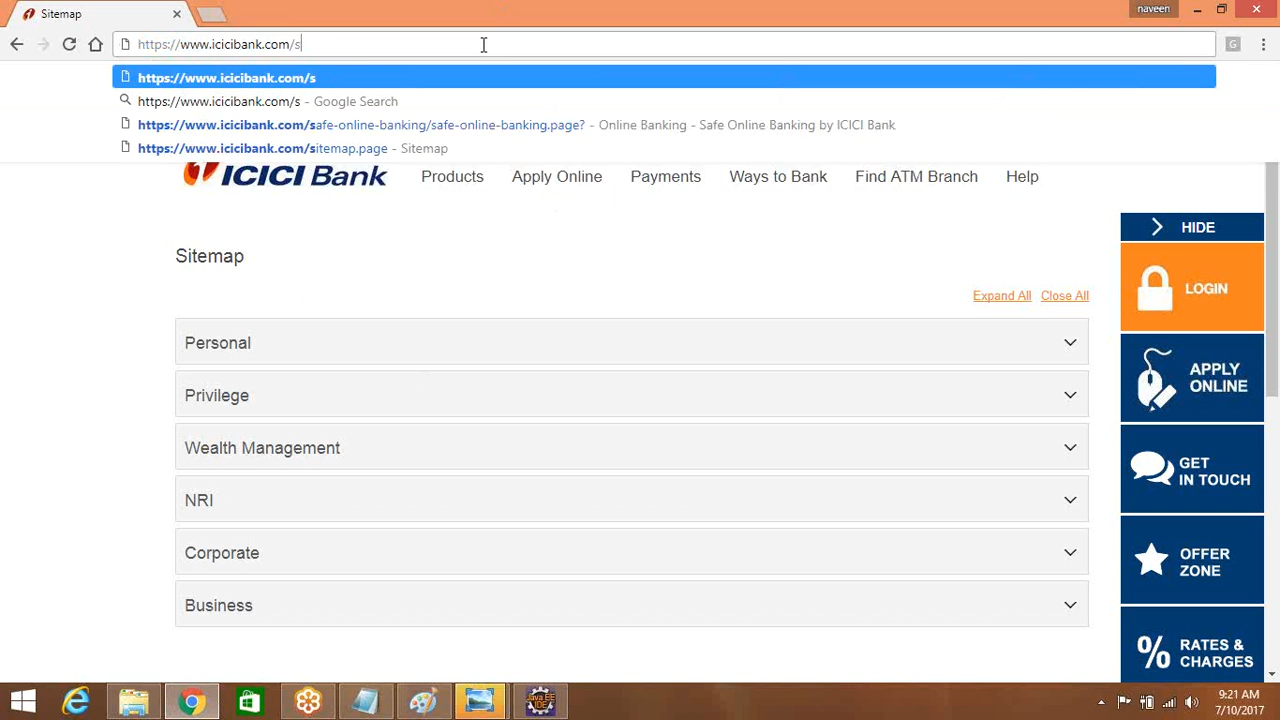 Sitemap
naveen
https://www.icicibank.com/s
https://www.icicibank.com/s
https://www.icicibank.com/s - Google Search
https://www.icicibank.com/safe-online-banking/safe-online-banking.page? - Online Banking - Safe Online Banking by ICICI Bank
https://www.icicibank.com/sitemap.page - Sitemap
ICICI Bank Products Apply Online Payments Ways to Bank Find ATM Branch Help
HIDE
Sitemap
LOGIN
Expand All Close All
Personal
APPLY
ONLINE
Privilege
Wealth Management
GET
IN TOUCH
NRI
Corporate
OFFER
ZONE
Business
RATES &
CHARGES
Java EE
IDE
9:21 AM
7/10/2017